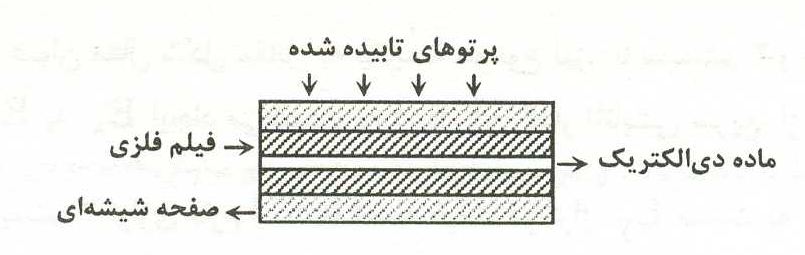 پرتوهای تابیده شده
فیلم فلزی
ماده دی‌الکتریک
صفحه شیشه‌ای